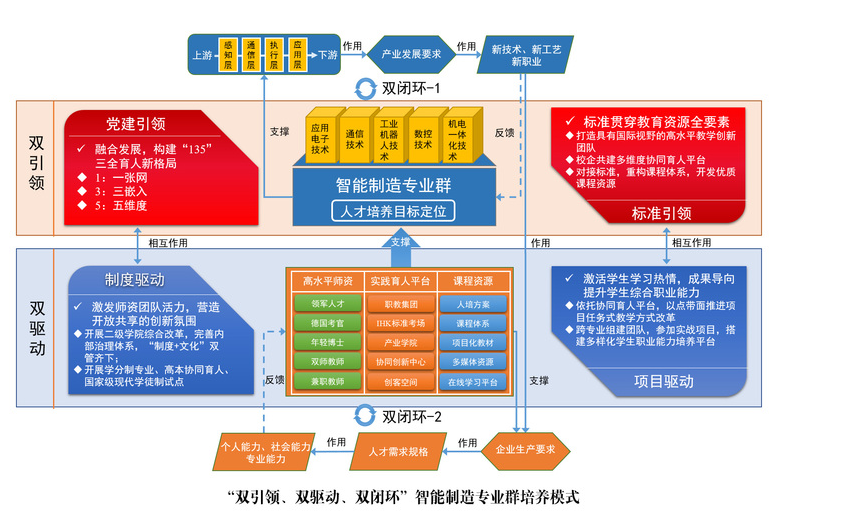 上游
感知层
通信层
执行层
应用层
下游
作用
产业发展要求
作用
新技术、新工艺
新职业
双闭环-1
双引领
党建引领
✓ 融合发展，构建“135”
三全育人新格局
◆ 1：一张网
◆ 3：三嵌入
◆ 5：五维度
支撑
应用电子技术
通信技术
工业机器人技术
数控技术
机电一体化技术
智能制造专业群
人才培养目标定位
反馈
✓ 标准贯穿教育资源全要素
◆打造具有国际视野的高水平教学创新
团队
◆校企共建多维度协同育人平台
◆对接标准，重构课程体系，开发优质
课程资源
标准引领
相互作用
支撑
作用
相互作用
双驱动
制度驱动
✓ 激发师资团队活力，营造
开放共享的创新氛围
◆开展二级学院综合改革，完善内
部治理体系，“制度+文化”双
管齐下；
◆开展学分制专业、高本协同育人、
国家级现代学徒制试点
反馈
高水平师资
实践育人平台
课程资源
领军人才
职教集团
人培方案
德国考官
IHK标准考场
课程体系
年轻博士
产业学院
项目化教材
双师教师
协同创新中心
多媒体资源
兼职教师
创客空间
在线学习平台
支撑
✓ 激活学生学习热情，成果导向
提升学生综合职业能力
◆依托协同育人平台，以点带面推进项
目任务式教学方式改革
◆跨专业组建团队，参加实战项目，搭
建多样化学生职业能力培养平台
项目驱动
双闭环-2
个人能力、社会能力
专业能力
作用
人才需求规格
作用
企业生产要求
“双引领、双驱动、双闭环”智能制造专业群培养模式